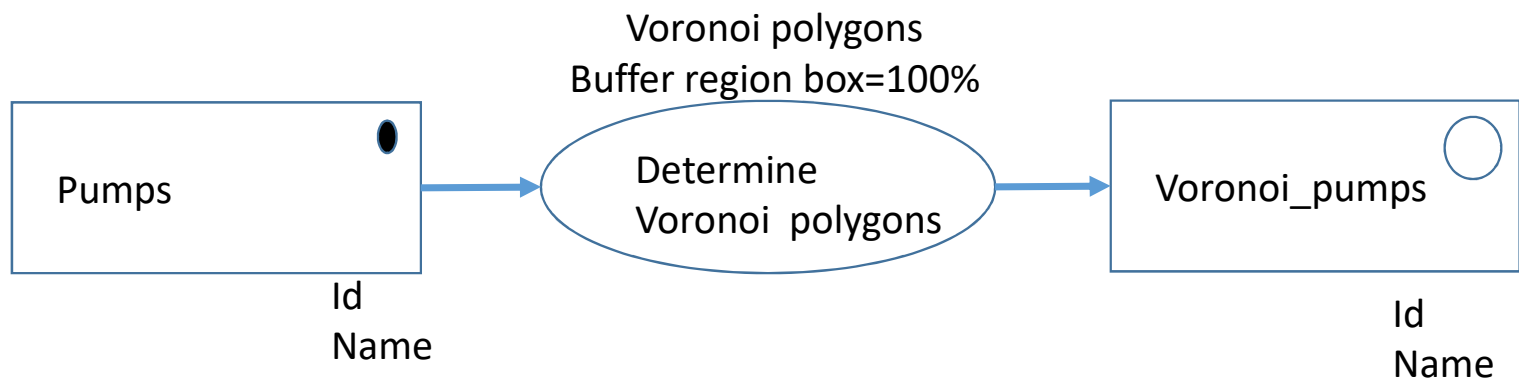 Voronoi polygons
Buffer region box=100%
Pumps
Determine
Voronoi polygons
Voronoi_pumps
Id
Name
Id
Name